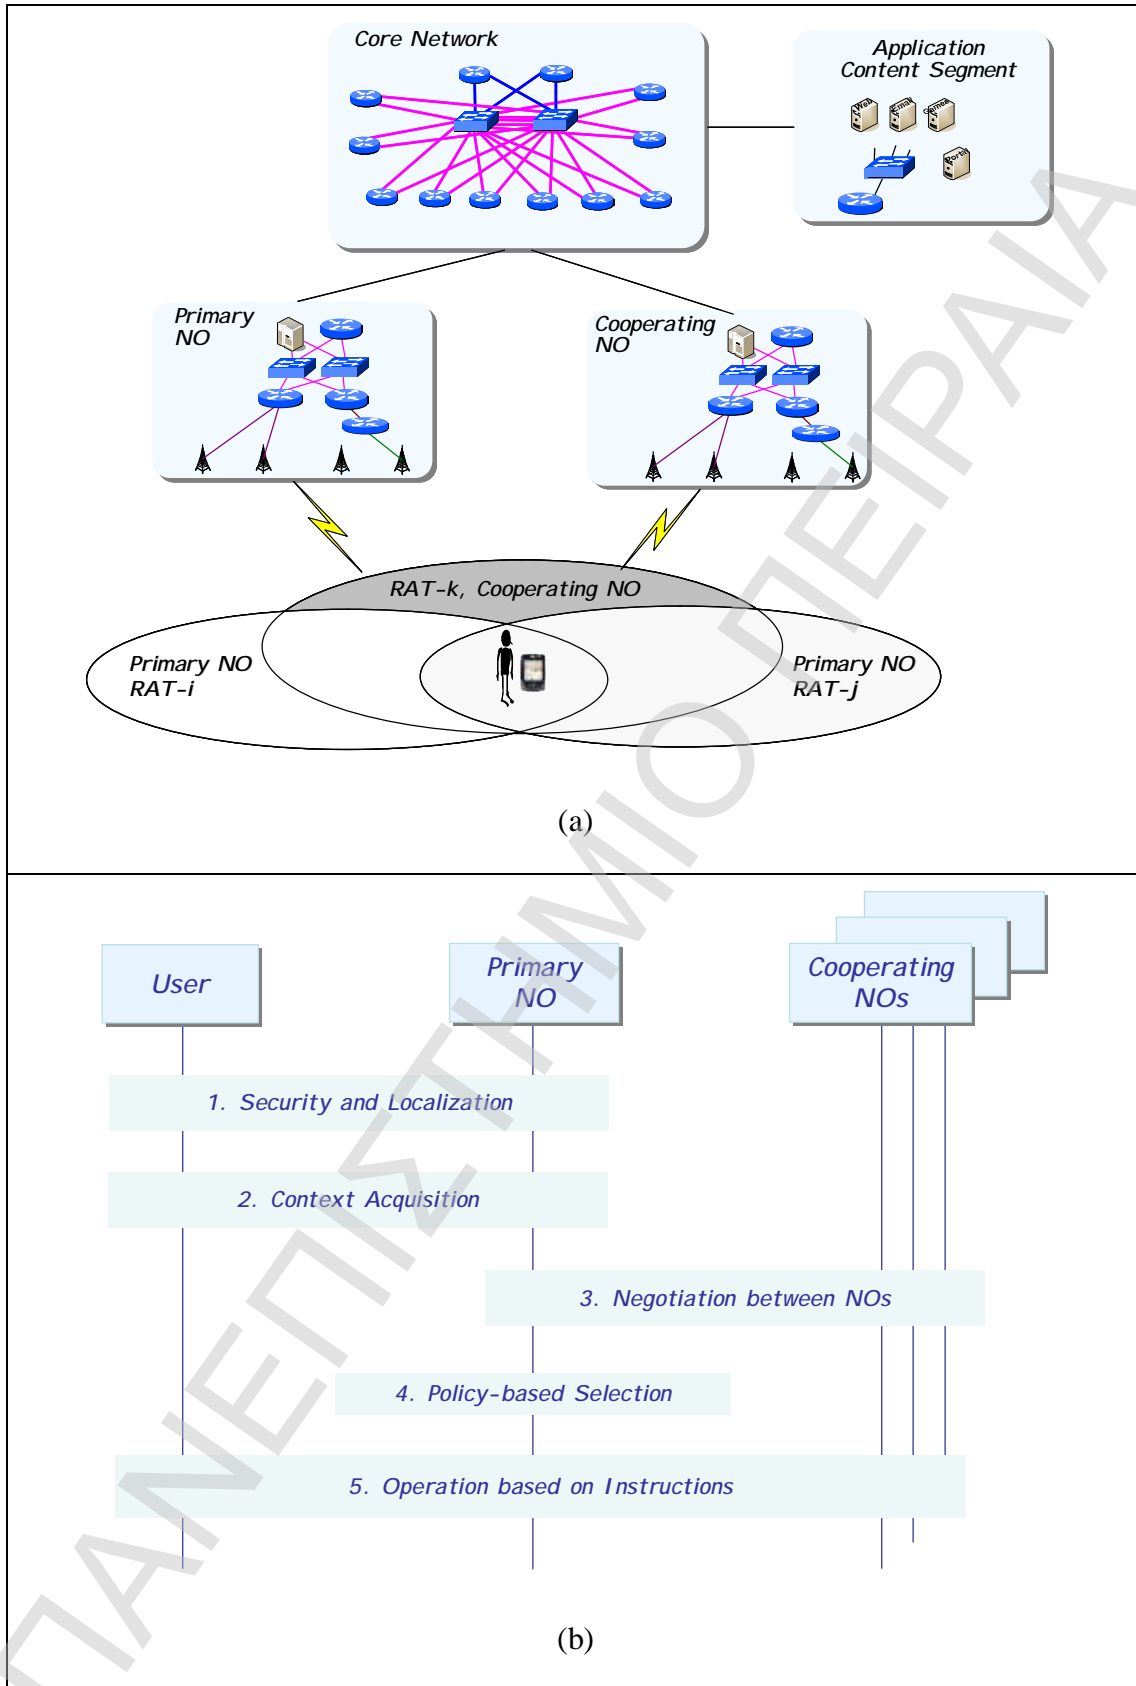 Core Network
Application
Content Segment
Web
Email
Games
Portal
Primary
NO
Cooperating
NO
RAT-k, Cooperating NO
Primary NO
RAT-i
Primary NO
RAT-j
(a)
User
Primary
NO
Cooperating
NOs
1. Security and Localization
2. Context Acquisition
3. Negotiation between NOs
4. Policy-based Selection
5. Operation based on Instructions
(b)
ΠΑΝΕΠΙΣΤΗΜΙΟ ΠΕΙΡΑΙΑ